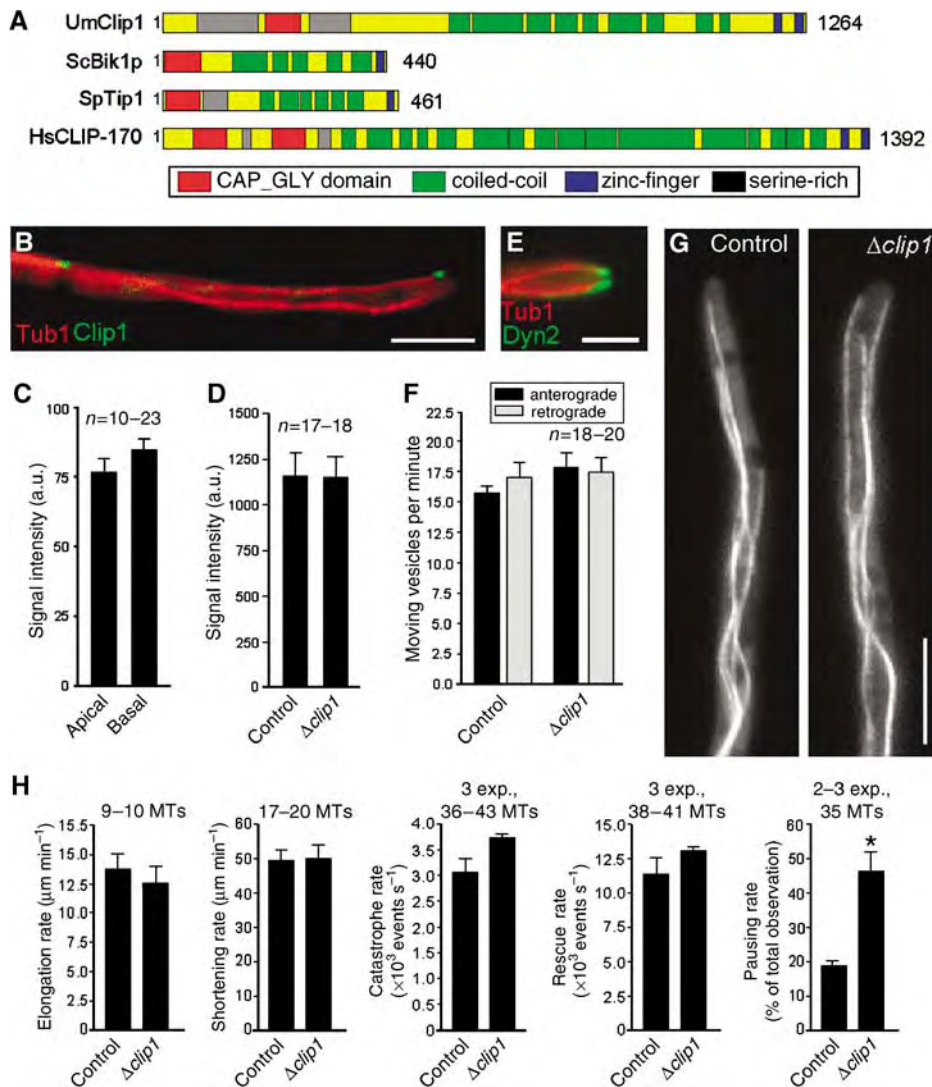 A
UmClip1 1 1264
ScBik1p 1 440
SpTip1 1 461
HsCLIP-170 1 1392
CAP_GLY domain coiled-coil zinc-finger serine-rich
B
Tub1 Clip1
E
Tub1
Dyn2
G Control Δclip1
C
n=10–23
Signal intensity (a.u.)
100
75
50
25
0
Apical Basal
D
n=17–18
Signal intensity (a.u.)
1500
1250
1000
750
500
250
0
Control Δclip1
F
anterograde
retrograde
n=18–20
Moving vesicles per minute
22.5
20.0
17.5
15.0
12.5
10.0
7.5
5.0
2.5
0.0
Control Δclip1
H
9–10 MTs
Elongation rate (μm min⁻¹)
15.5
15.0
12.5
10.0
7.5
5.0
2.5
0.0
Control Δclip1
17–20 MTs
Shortening rate (μm min⁻¹)
60
50
40
30
20
10
0
Control Δclip1
3 exp.,
36–43 MTs
Catastrophe rate
(×10³ events s⁻¹)
4.0
3.5
3.0
2.5
2.0
1.5
1.0
0.5
0
Control Δclip1
3 exp.,
38–41 MTs
Rescue rate
(×10³ events s⁻¹)
15.0
12.5
10.0
7.5
5.0
2.5
0.0
Control Δclip1
2–3 exp.,
35 MTs
*
Pausing rate
(% of total observation)
60
50
40
30
20
10
0
Control Δclip1